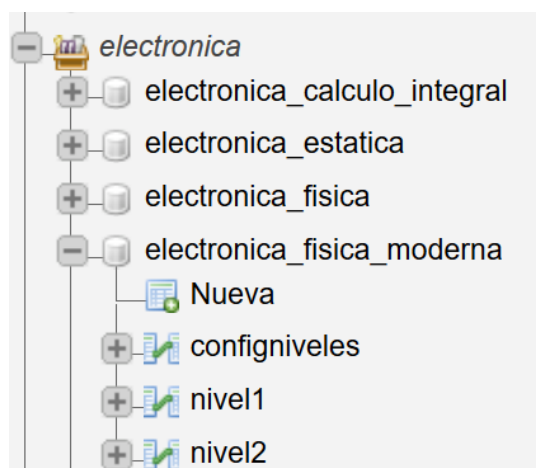 electronica
electronica_calculo_integral
electronica_estatica
electronica_fisica
electronica_fisica_moderna
Nueva
configniveles
nivel1
nivel2